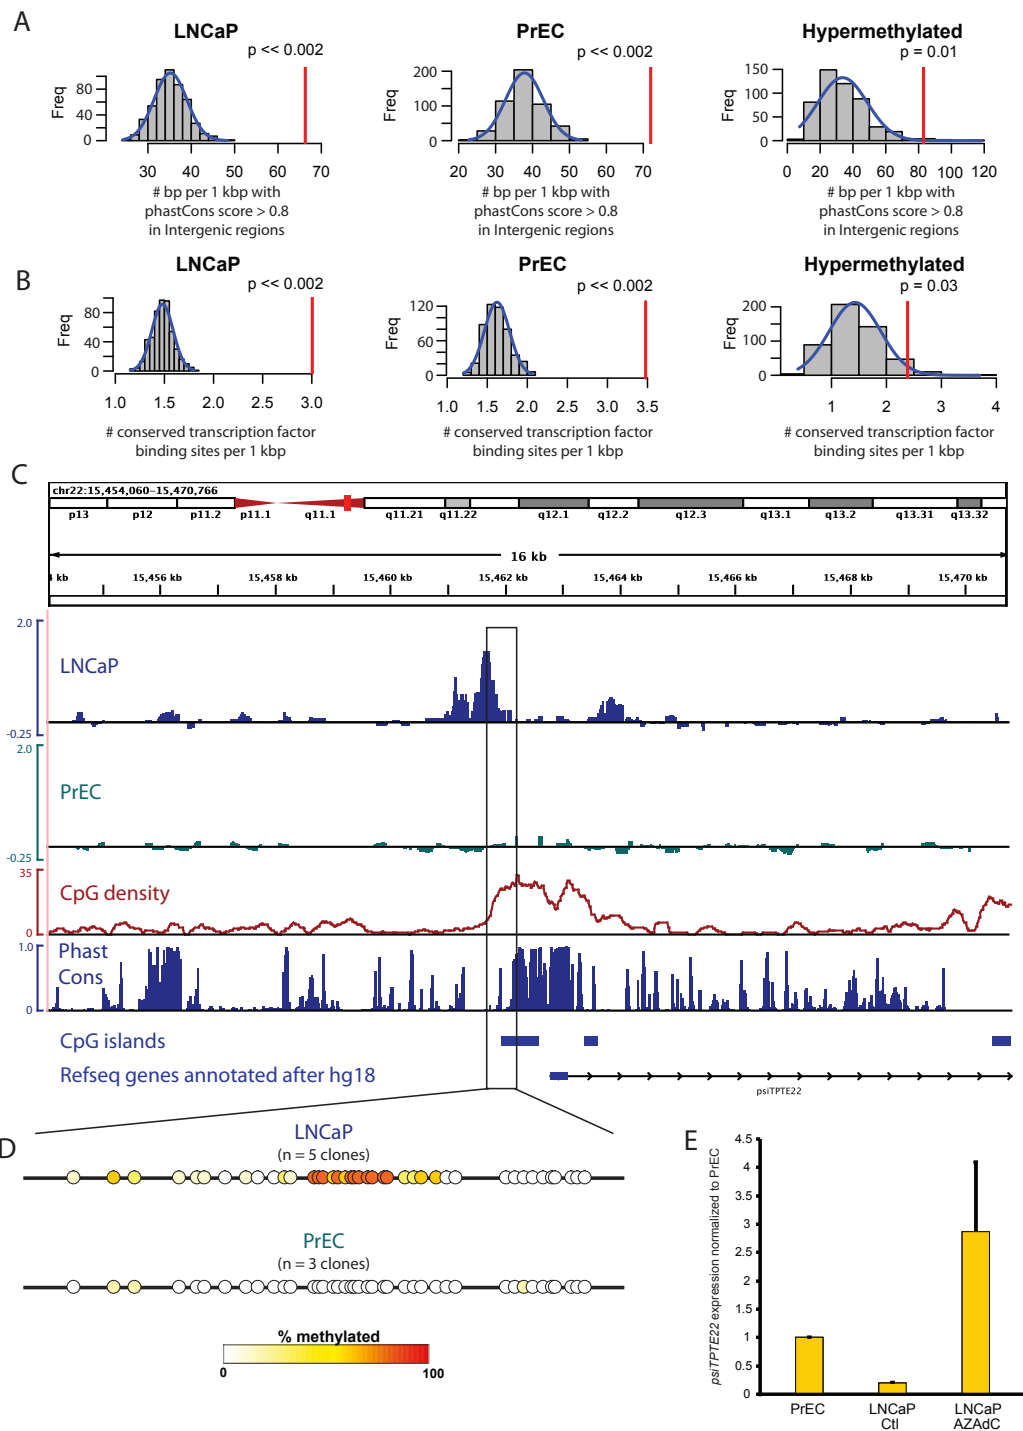 A
LNCaP
p << 0.002
Freq
80
40
0
30 40 50 60 70
# bp per 1 kbp with
phastCons score > 0.8
in Intergenic regions
PrEC
p << 0.002
Freq
200
100
0
20 30 40 50 60 70
# bp per 1 kbp with
phastCons score > 0.8
in Intergenic regions
Hypermethylated
p = 0.01
Freq
150
100
50
0
0 20 40 60 80 100 120
# bp per 1 kbp with
phastCons score > 0.8
in Intergenic regions
B
LNCaP
p << 0.002
Freq
80
40
0
1.0 1.5 2.0 2.5 3.0
# conserved transcription factor
binding sites per 1 kbp
PrEC
p << 0.002
Freq
120
60
0
1.0 1.5 2.0 2.5 3.0 3.5
# conserved transcription factor
binding sites per 1 kbp
Hypermethylated
p = 0.03
Freq
200
100
0
1 2 3 4
# conserved transcription factor
binding sites per 1 kbp
C
chr22:15,454,060-15,470,766
p13 p12 p11.2 p11.1 q11.1 q11.21 q11.22 q12.1 q12.2 q12.3 q13.1 q13.2 q13.31 q13.32
16 kb
kb 15,456 kb 15,458 kb 15,460 kb 15,462 kb 15,464 kb 15,466 kb 15,468 kb 15,470 kb
2.0
LNCaP
-0.25
2.0
PrEC
-0.25
35
CpG density
0
1.0
Phast
Cons
0
CpG islands
Refseq genes annotated after hg18
psiTPTE22
D
LNCaP
(n = 5 clones)
PrEC
(n = 3 clones)
% methylated
0 100
E
psiTPTE22 expression normalized to PrEC
4.5
4
3.5
3
2.5
2
1.5
1
0.5
0
PrEC LNCaP LNCaP
Ctl AZAdC